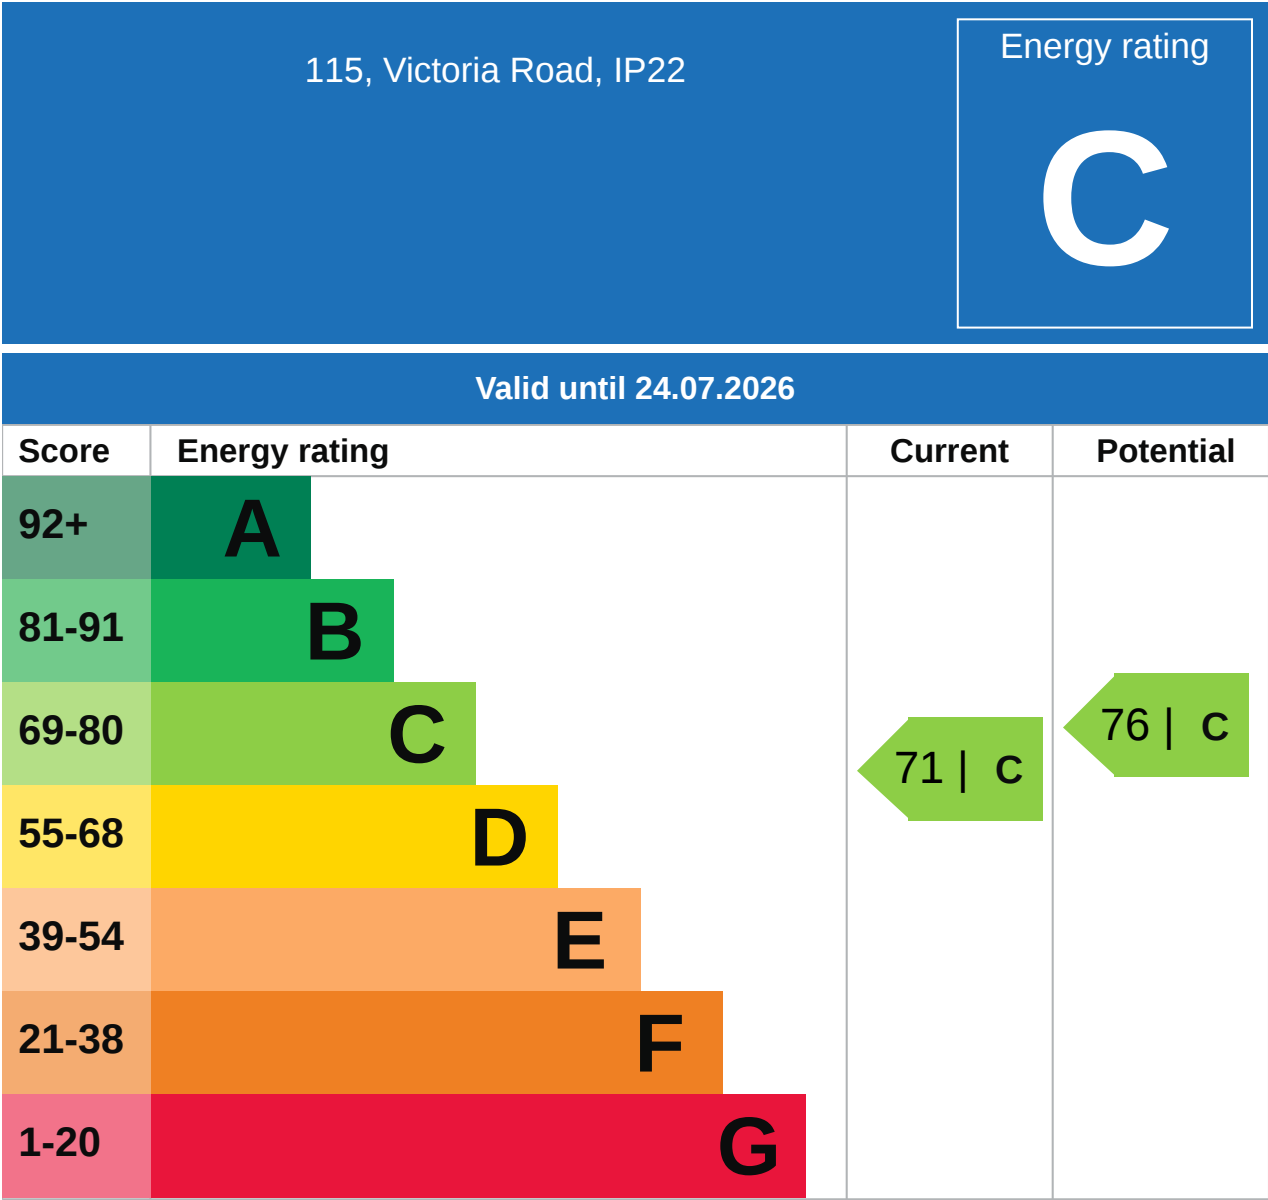 115, Victoria Road, IP22
Energy rating
C
Valid until 24.07.2026
Score Energy rating Current Potential
92+ A
81-91 B
69-80 C
76 | C
71 | C
55-68 D
39-54 E
21-38 F
1-20 G